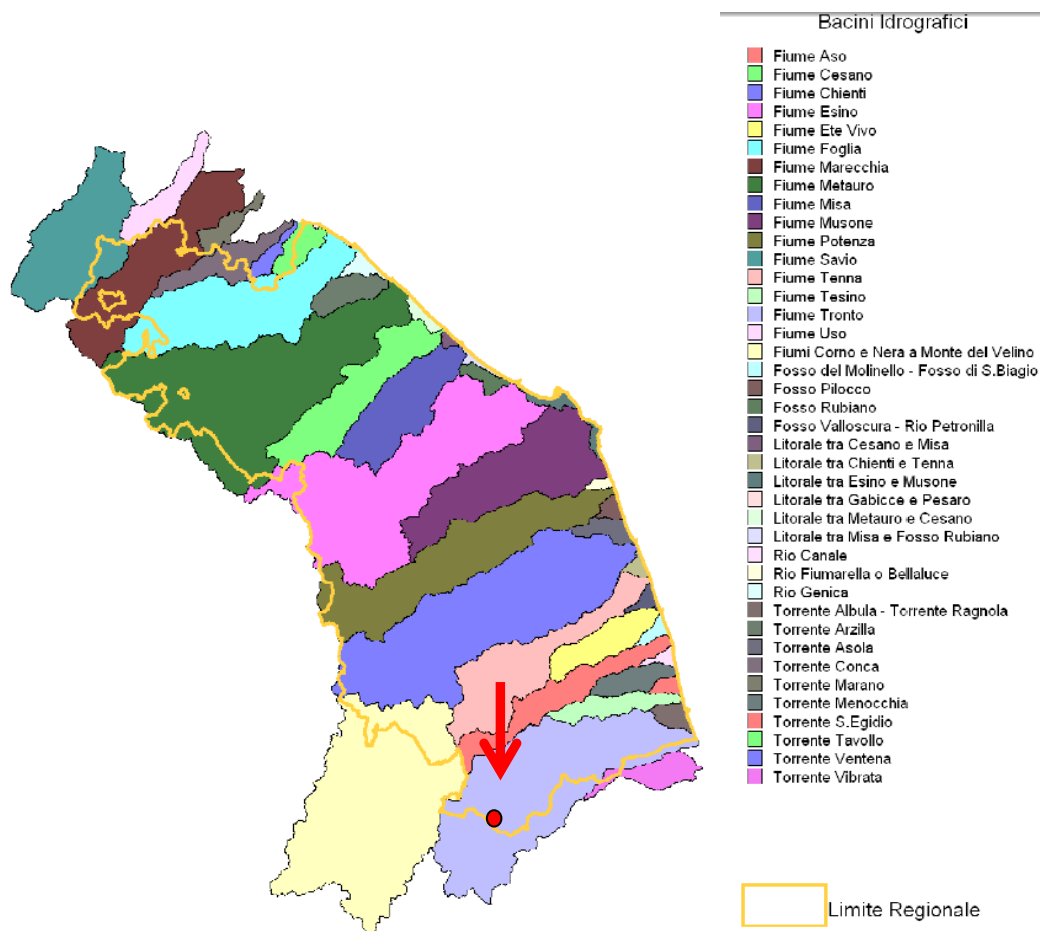 Bacini Idrografici
Fiume Aso
Fiume Cesano
Fiume Chienti
Fiume Esino
Fiume Ete Vivo
Fiume Foglia
Fiume Marecchia
Fiume Metauro
Fiume Misa
Fiume Musone
Fiume Potenza
Fiume Savio
Fiume Tenna
Fiume Tesino
Fiume Tronto
Fiume Uso
Fiumi Corno e Nera a Monte del Velino
Fosso del Molinello - Fosso di S.Biagio
Fosso Pilocco
Fosso Rubiano
Fosso Valloscura - Rio Petronilla
Litorale tra Cesano e Misa
Litorale tra Chienti e Tenna
Litorale tra Esino e Musone
Litorale tra Gabicce e Pesaro
Litorale tra Metauro e Cesano
Litorale tra Misa e Fosso Rubiano
Rio Canale
Rio Fiumarella o Bellaluce
Rio Genica
Torrente Albula - Torrente Ragnola
Torrente Arzilla
Torrente Asola
Torrente Conca
Torrente Marano
Torrente Menocchia
Torrente S.Egidio
Torrente Tavollo
Torrente Ventena
Torrente Vibrata
Limite Regionale